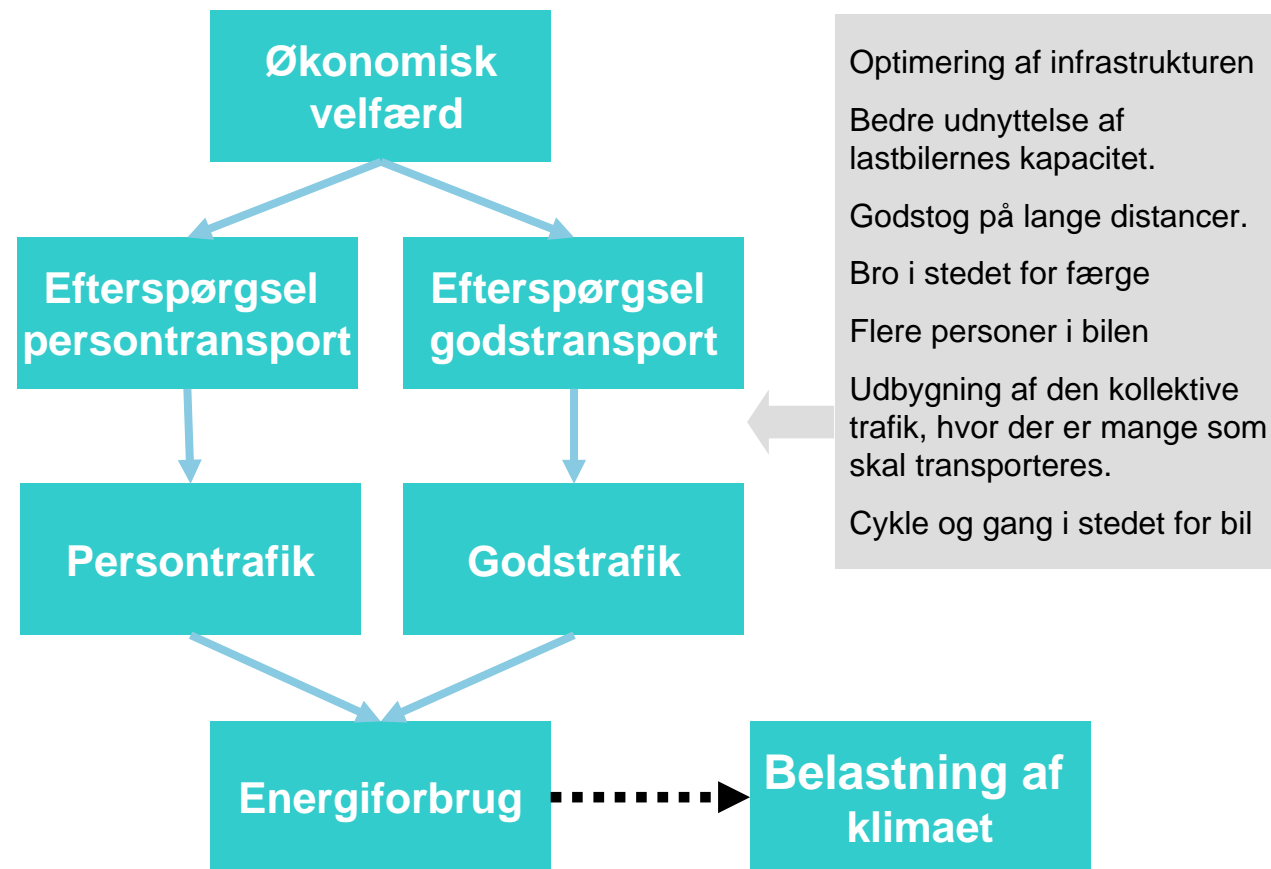 Økonomisk
velfærd
Efterspørgsel
persontransport
Efterspørgsel
godstransport
Persontrafik
Godstrafik
Energiforbrug
Belastning af
klimaet
Optimering af infrastrukturen
Bedre udnyttelse af
lastbilernes kapacitet.
Godstog på lange distancer.
Bro i stedet for færge
Flere personer i bilen
Udbygning af den kollektive
trafik, hvor der er mange som
skal transporteres.
Cykle og gang i stedet for bil